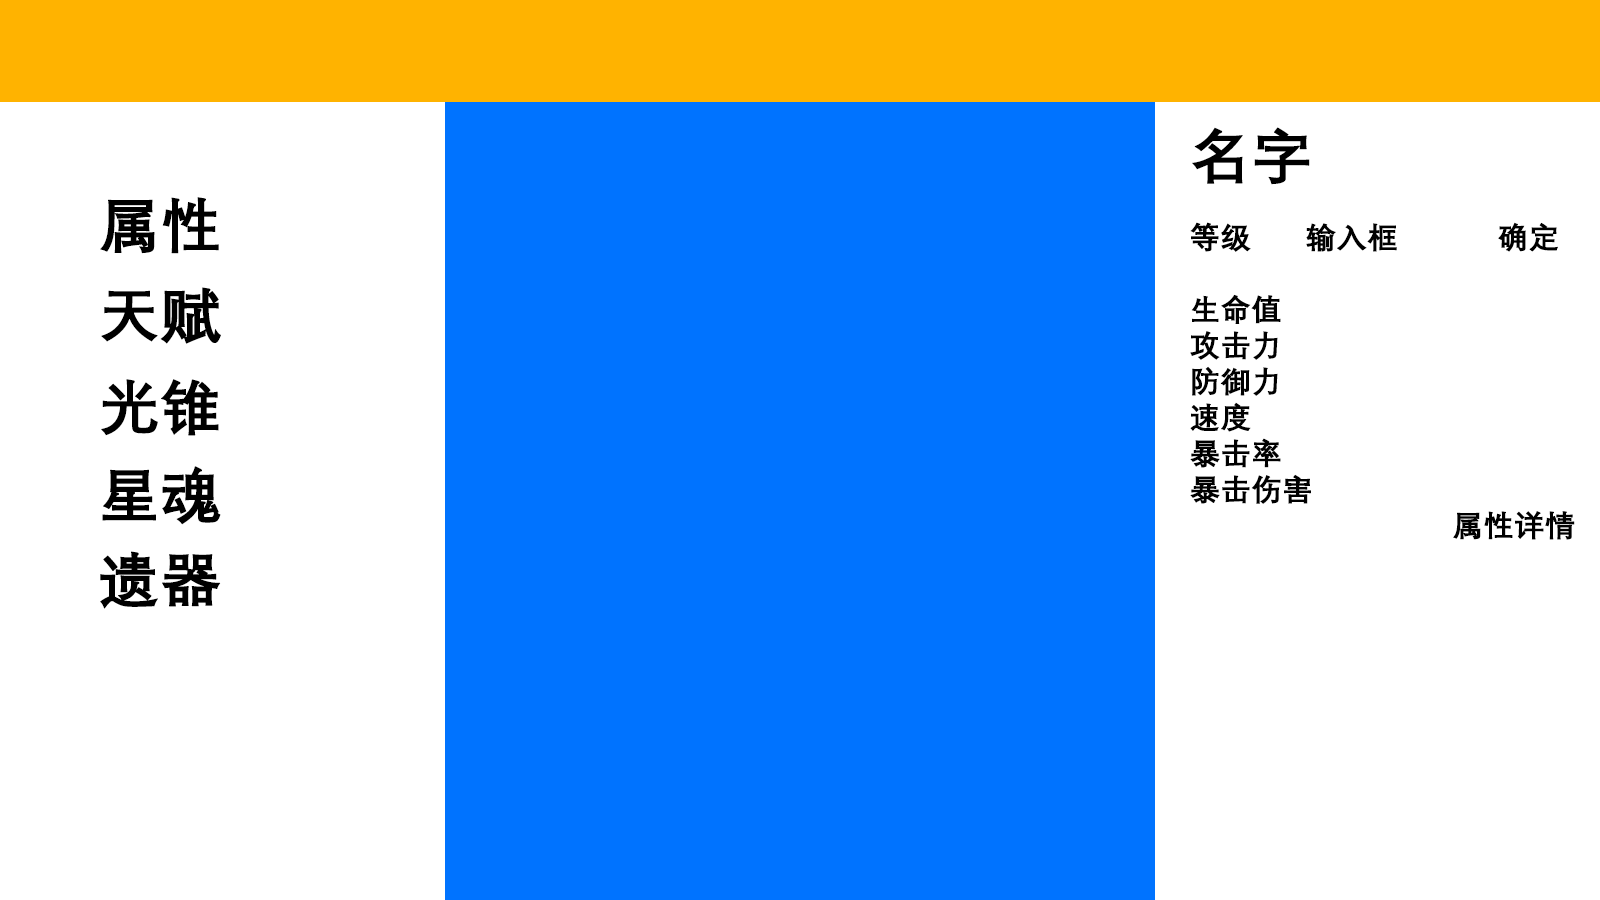 属性
天赋
光锥
星魂
遗器
名字
等级 输入框 确定
生命值
攻击力
防御力
速度
暴击率
暴击伤害
属性详情